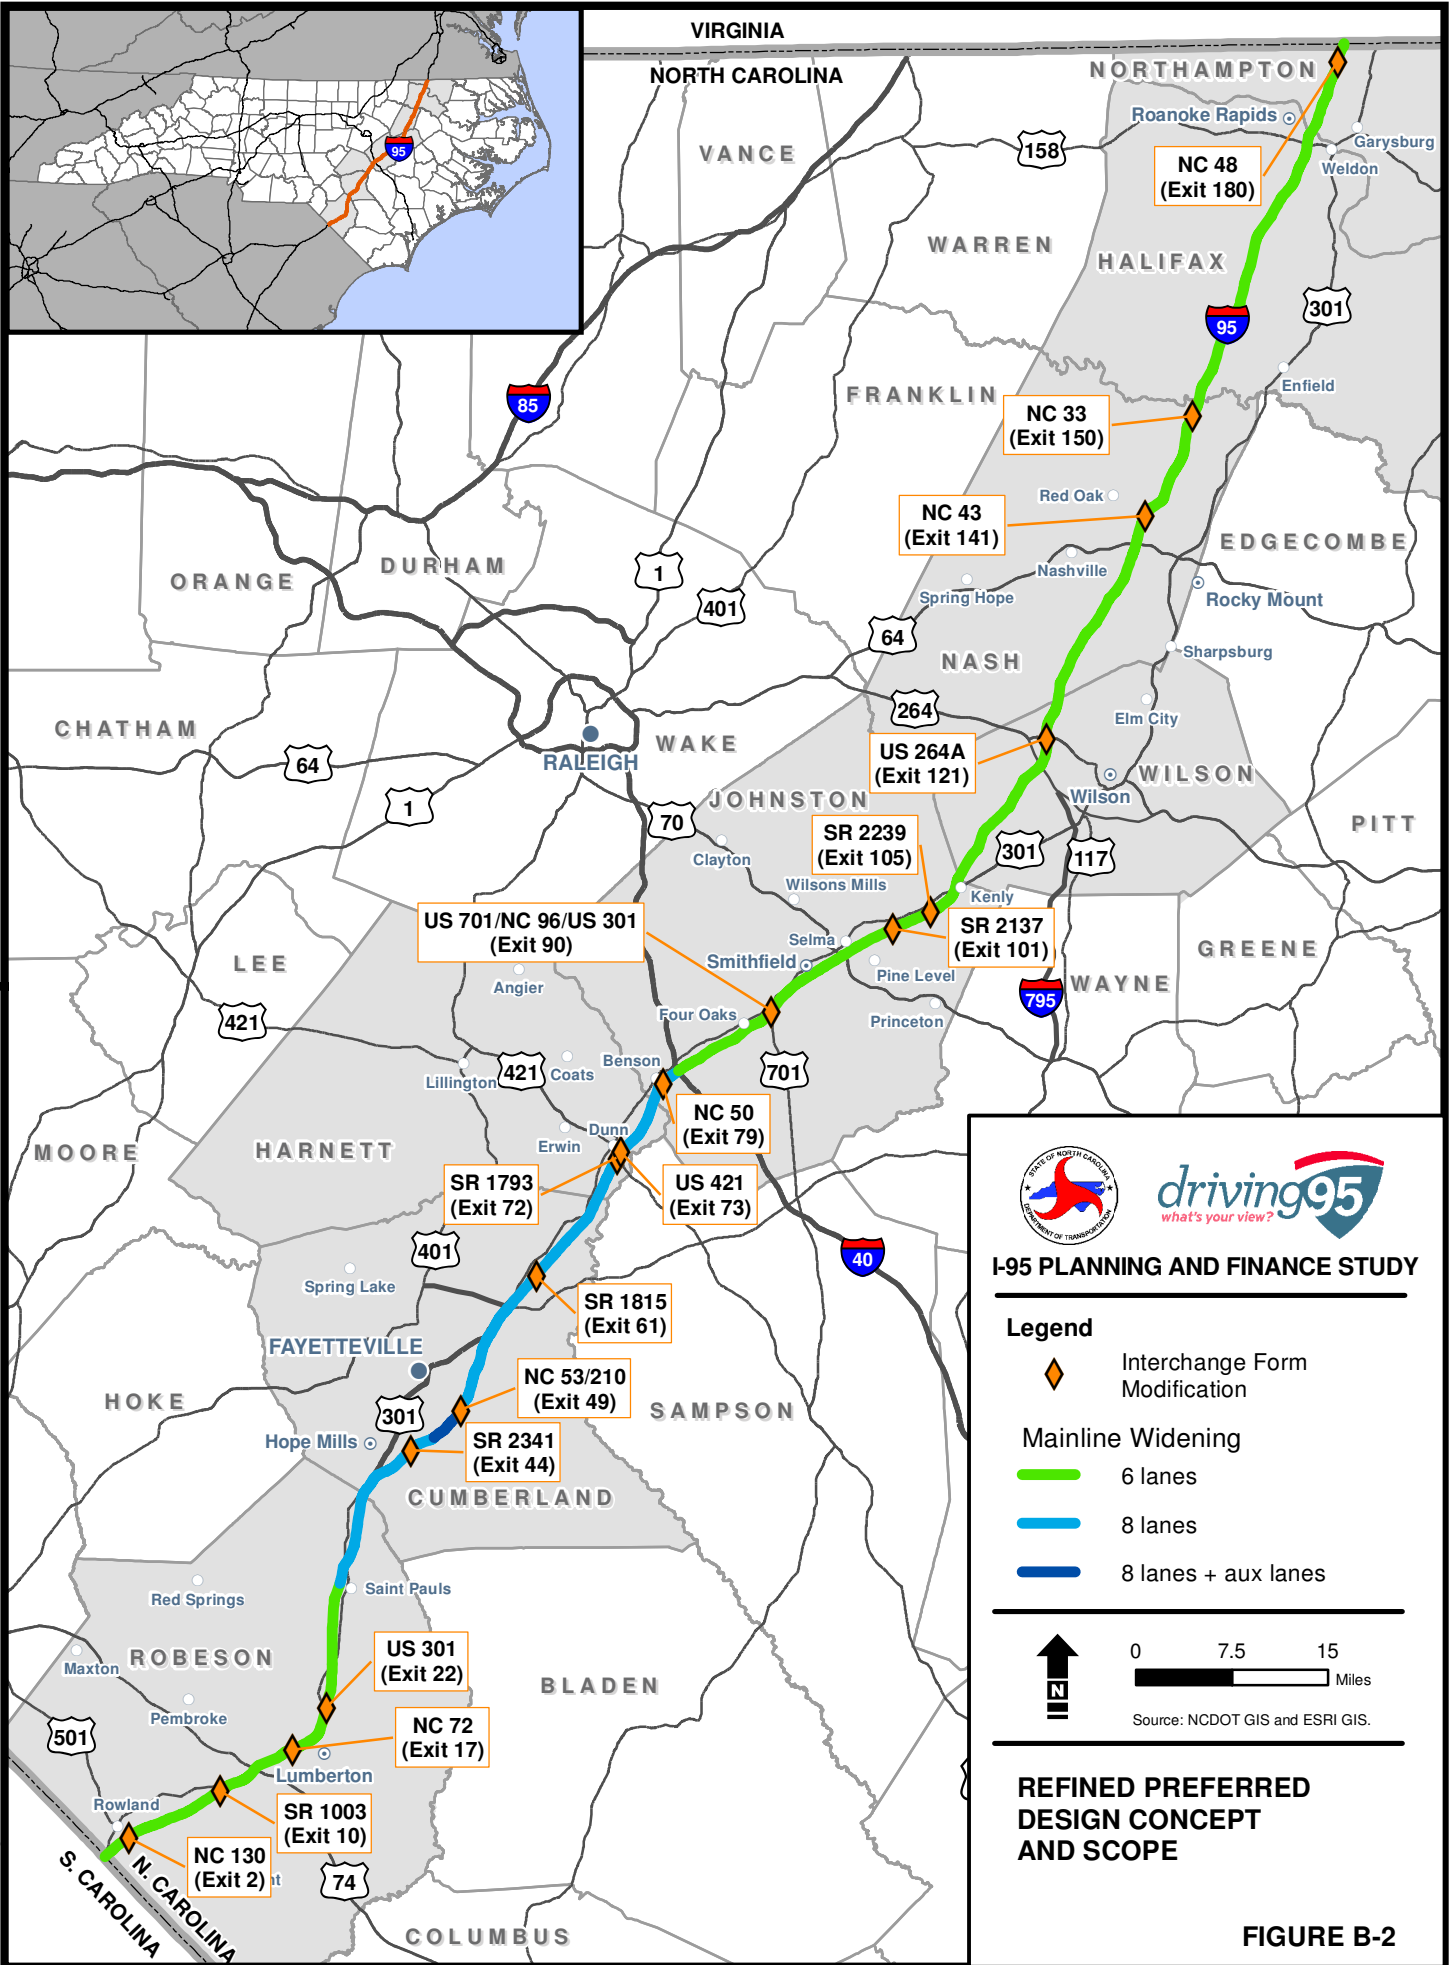 VIRGINIA
NORTH CAROLINA
95
NORTHAMPTON
Roanoke Rapids
Garysburg
Weldon
NC 48
(Exit 180)
158
VANCE
WARREN
HALIFAX
301
95
Enfield
FRANKLIN
85
NC 33
(Exit 150)
Red Oak
NC 43
(Exit 141)
EDGECOMBE
Nashville
Spring Hope
Rocky Mount
ORANGE
DURHAM
1
401
64
NASH
Sharpsburg
264
Elm City
CHATHAM
64
RALEIGH
WAKE
US 264A
(Exit 121)
WILSON
Wilson
1
70
JOHNSTON
PITT
Clayton
SR 2239
(Exit 105)
301
117
Wilsons Mills
Kenly
US 701/NC 96/US 301
(Exit 90)
Selma
SR 2137
(Exit 101)
Smithfield
Pine Level
GREENE
LEE
Angier
795
WAYNE
Princeton
421
Four Oaks
Benson
421
Coats
Lillington
701
NC 50
(Exit 79)
Dunn
Erwin
HARNETT
MOORE
SR 1793
(Exit 72)
US 421
(Exit 73)
401
40
Spring Lake
SR 1815
(Exit 61)
FAYETTEVILLE
NC 53/210
(Exit 49)
HOKE
301
SAMPSON
Hope Mills
SR 2341
(Exit 44)
CUMBERLAND
Saint Pauls
Red Springs
ROBESON
US 301
(Exit 22)
Maxton
BLADEN
Pembroke
501
NC 72
(Exit 17)
Lumberton
Rowland
SR 1003
(Exit 10)
NC 130
(Exit 2)
nt
74
N. CAROLINA
S. CAROLINA
COLUMBUS
STATE OF NORTH CAROLINA
DEPARTMENT OF TRANSPORTATION
driving95
what's your view?
I-95 PLANNING AND FINANCE STUDY
Legend
Interchange Form
Modification
Mainline Widening
6 lanes
8 lanes
8 lanes + aux lanes
N
0 7.5 15
Miles
Source: NCDOT GIS and ESRI GIS.
REFINED PREFERRED
DESIGN CONCEPT
AND SCOPE
FIGURE B-2